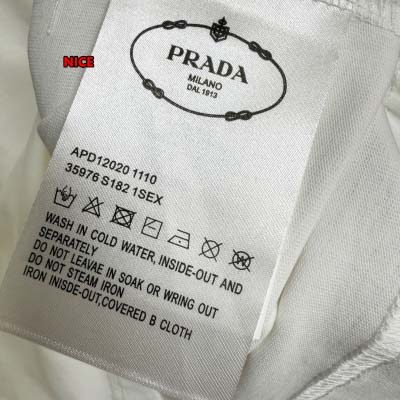 NICE
PRADA
MILANO
DAL 1913
APD12020 1110
35976 S182 1SEX
WASH IN COLD WATER, INSIDE-OUT AND
SEPARATELY
DO NOT LEAVAE IN SOAK OR WRING OUT
DO NOT STEAM IRON
IRON INISDE-OUT,COVERED B CLOTH